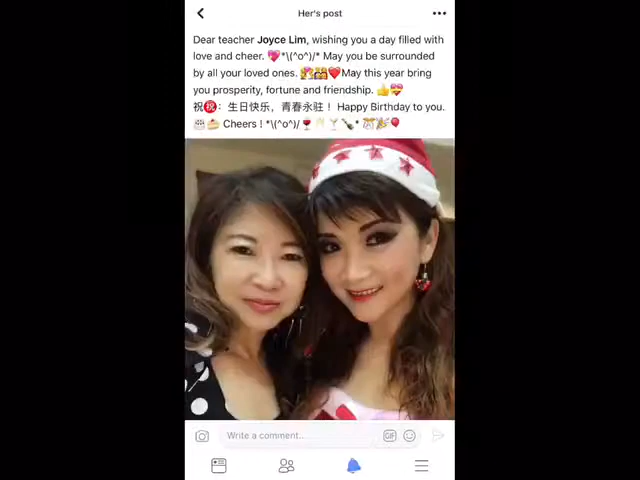 Her's post
Dear teacher Joyce Lim, wishing you a day filled with
love and cheer. 💖*\(^o^)/* May you be surrounded
by all your loved ones. 💏👩‍❤️‍👩❤️May this year bring
you prosperity, fortune and friendship. 👍💝
祝㊗️：生日快乐，青春永驻！Happy Birthday to you.
🎂🍰 Cheers ! *\(^o^)/🍷🥂🍸🍾* 🎊🎉🎈
Write a comment...
GIF